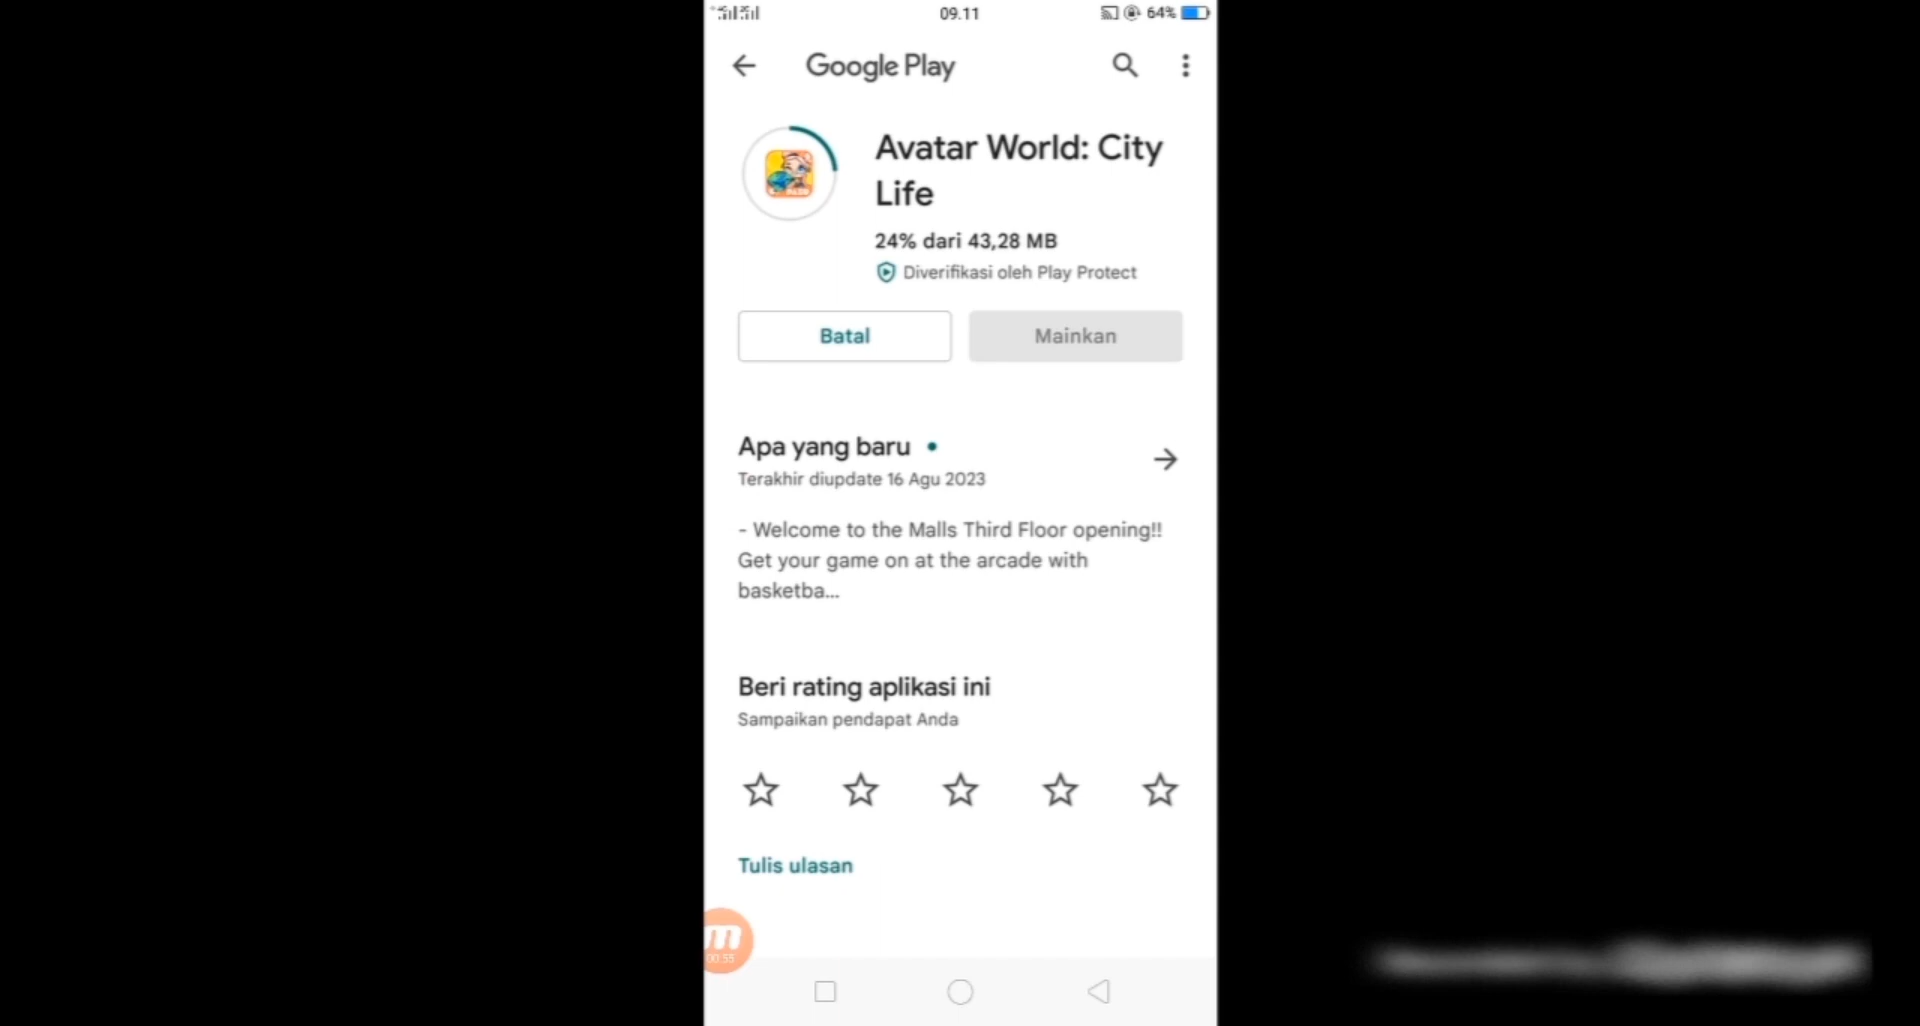 09.11
64%
Google Play
Avatar World: City
Life
24% dari 43,28 MB
Diverifikasi oleh Play Protect
Batal
Mainkan
Apa yang baru
Terakhir diupdate 16 Agu 2023
- Welcome to the Malls Third Floor opening!!
Get your game on at the arcade with
basketba...
Beri rating aplikasi ini
Sampaikan pendapat Anda
Tulis ulasan
m